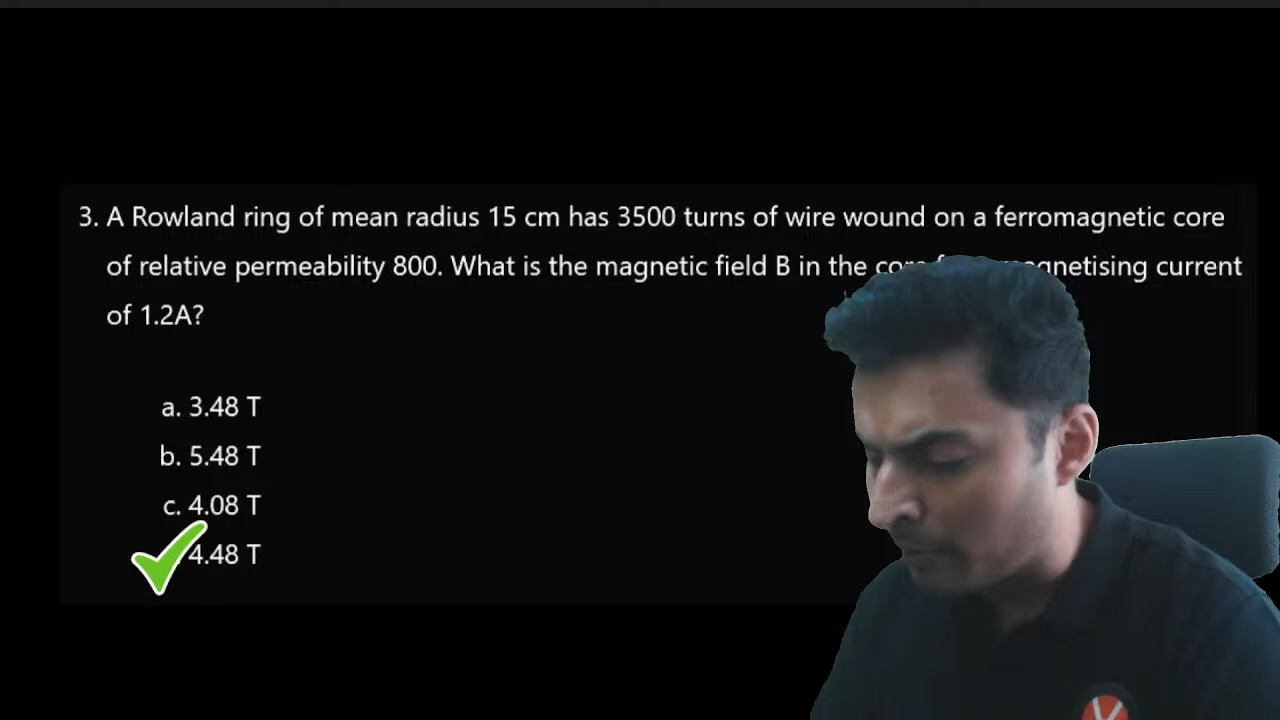 3. A Rowland ring of mean radius 15 cm has 3500 turns of wire wound on a ferromagnetic core
of relative permeability 800. What is the magnetic field B in the magnetising current
of 1.2A?
a. 3.48 T
b. 5.48 T
c. 4.08 T
4.48 T